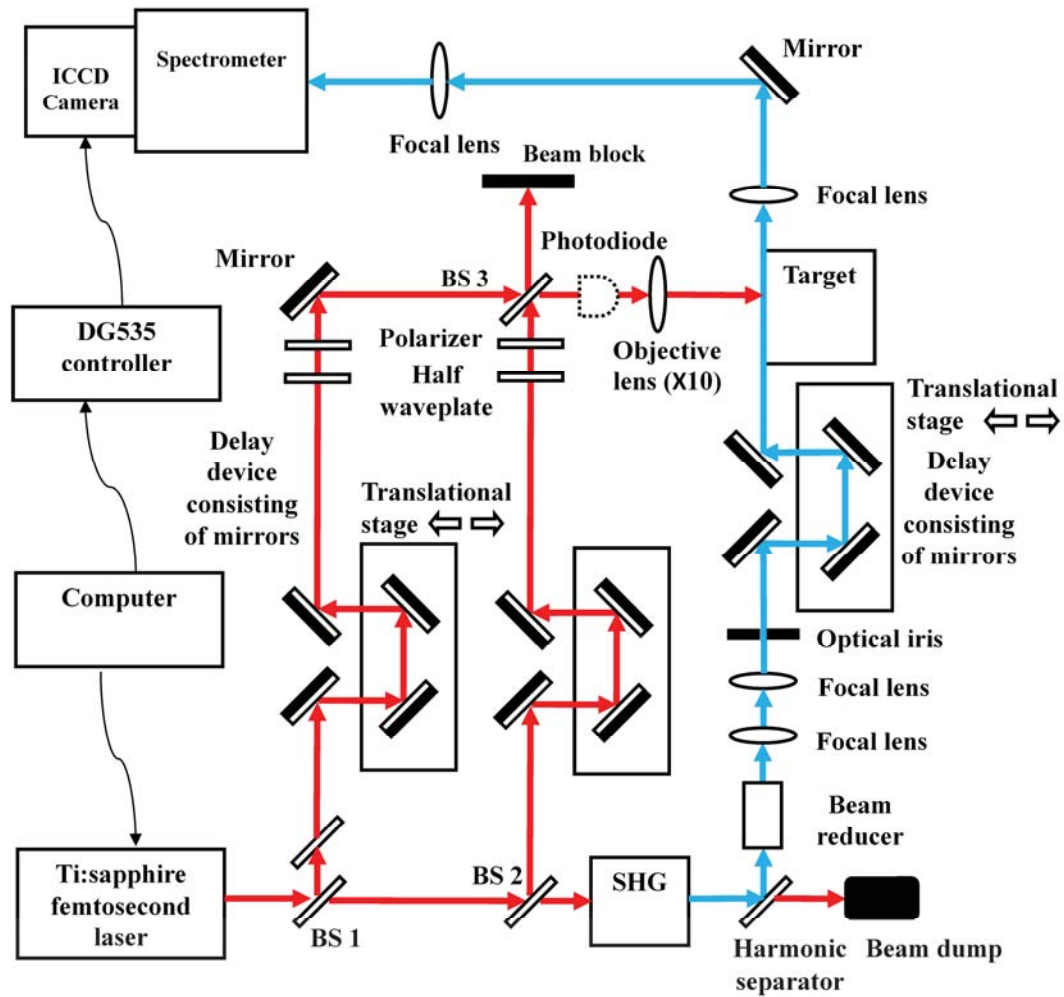 ICCD
Camera
Spectrometer
Mirror
Focal lens
Beam block
Focal lens
Photodiode
Mirror
BS 3
Target
DG535
controller
Polarizer
Half
waveplate
Objective
lens (X10)
Translational
stage
Delay
device
consisting
of mirrors
Translational
stage
Delay
device
consisting
of mirrors
Computer
Optical iris
Focal lens
Focal lens
Beam
reducer
Ti:sapphire
femtosecond
laser
BS 1
BS 2
SHG
Harmonic
separator
Beam dump